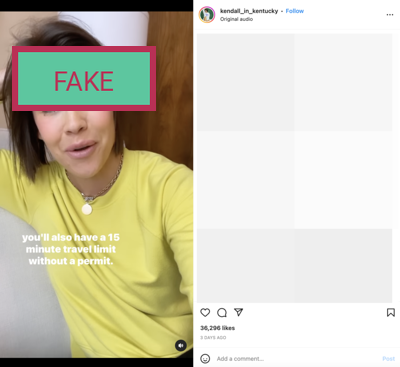 FAKE
you'll also have a 15
minute travel limit
without a permit.
kendall_in_kentucky • Follow
Original audio
36,296 likes
3 DAYS AGO
Add a comment...
Post